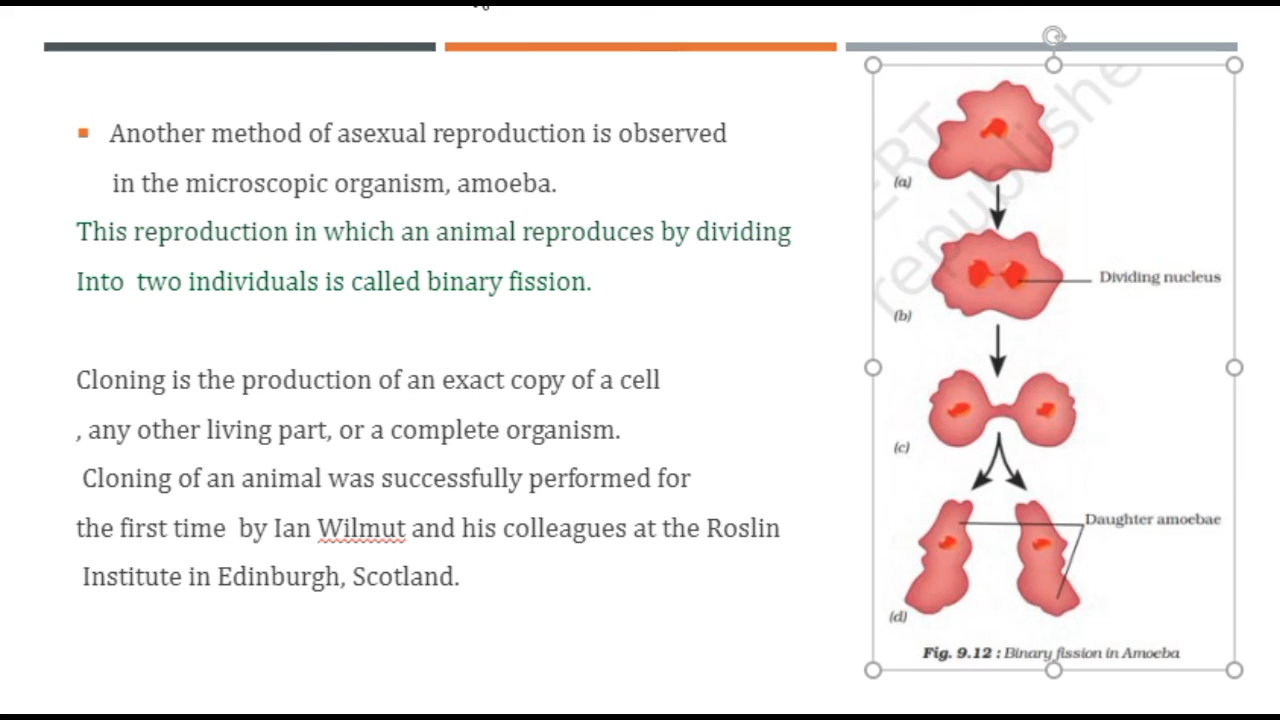 Another method of asexual reproduction is observed
in the microscopic organism, amoeba.
This reproduction in which an animal reproduces by dividing
Into two individuals is called binary fission.
Cloning is the production of an exact copy of a cell
, any other living part, or a complete organism.
Cloning of an animal was successfully performed for
the first time by Ian Wilmut and his colleagues at the Roslin
Institute in Edinburgh, Scotland.
(a)
Dividing nucleus
(b)
(c)
Daughter amoebae
(d)
Fig. 9.12 : Binary fission in Amoeba
republishe